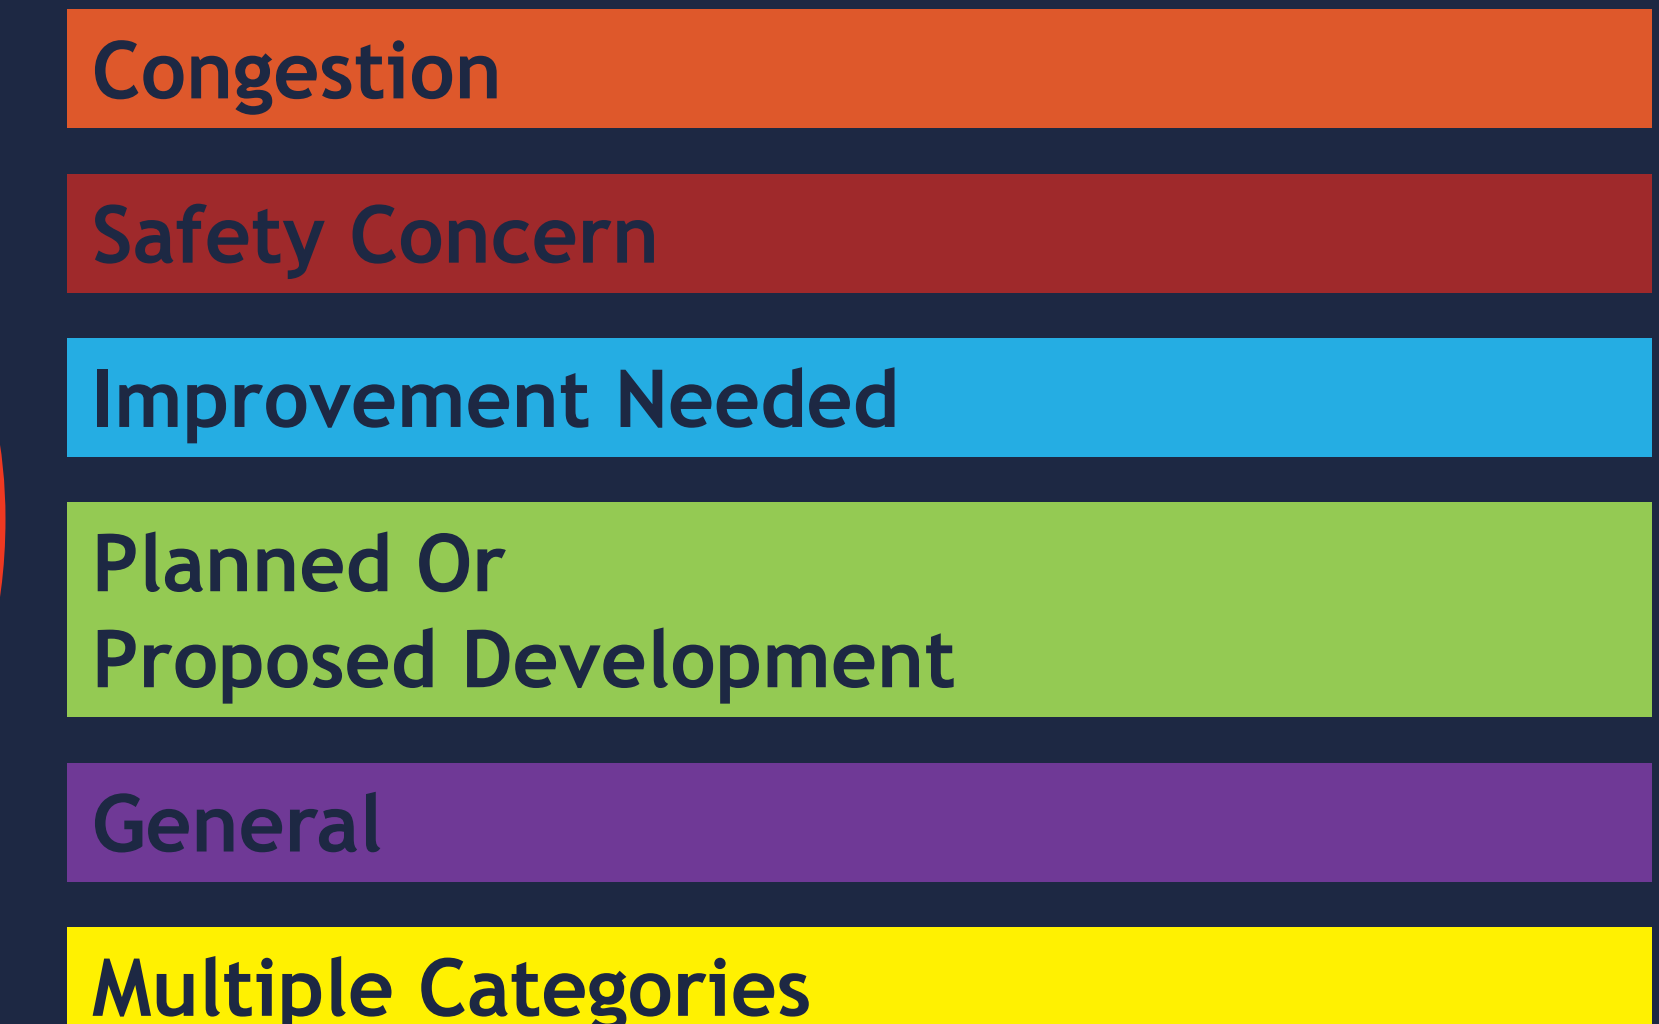 Congestion
Safety Concern
Improvement Needed
Planned Or
Proposed Development
General
Multiple Categories